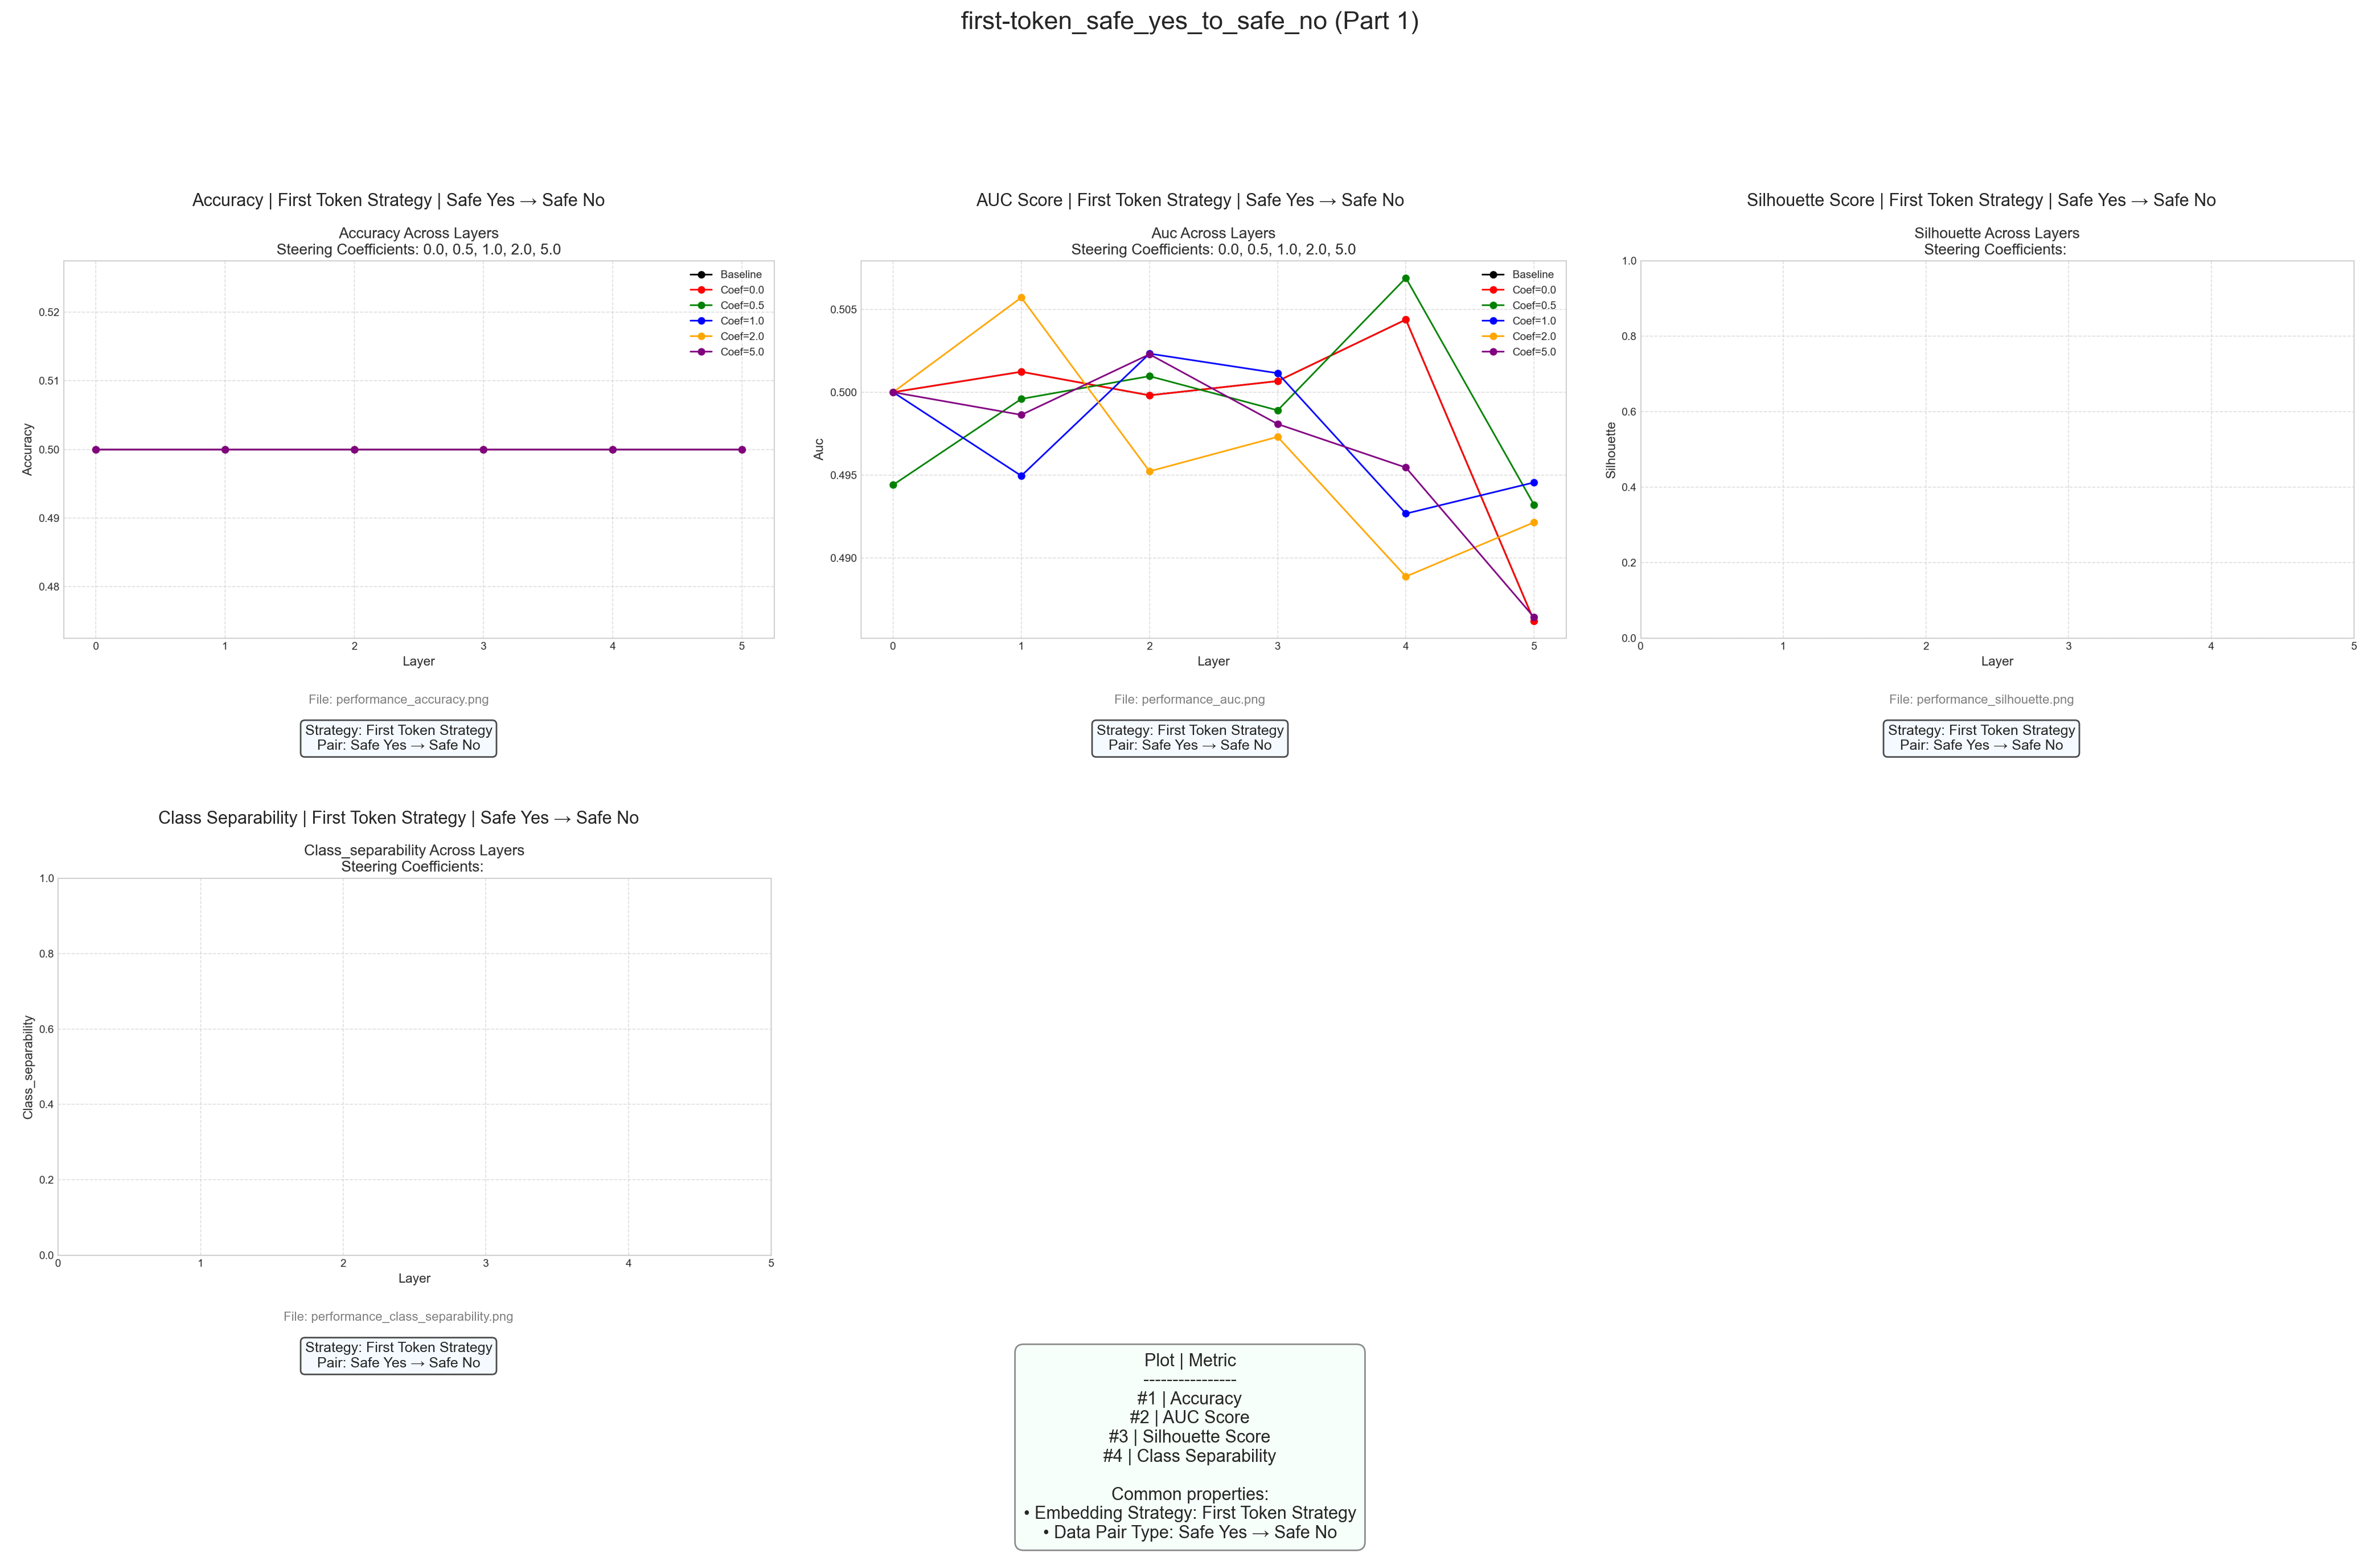 first-token_safe_yes_to_safe_no (Part 1)
Accuracy | First Token Strategy | Safe Yes → Safe No
Accuracy Across Layers
Steering Coefficients: 0.0, 0.5, 1.0, 2.0, 5.0
Baseline
Coef=0.0
Coef=0.5
Coef=1.0
Coef=2.0
Coef=5.0
0.52
0.51
0.50
0.49
0.48
Accuracy
0 1 2 3 4 5
Layer
File: performance_accuracy.png
Strategy: First Token Strategy
Pair: Safe Yes → Safe No
AUC Score | First Token Strategy | Safe Yes → Safe No
Auc Across Layers
Steering Coefficients: 0.0, 0.5, 1.0, 2.0, 5.0
Baseline
Coef=0.0
Coef=0.5
Coef=1.0
Coef=2.0
Coef=5.0
0.505
0.500
0.495
0.490
Auc
0 1 2 3 4 5
Layer
File: performance_auc.png
Strategy: First Token Strategy
Pair: Safe Yes → Safe No
Silhouette Score | First Token Strategy | Safe Yes → Safe No
Silhouette Across Layers
Steering Coefficients:
1.0
0.8
0.6
0.4
0.2
0.0
Silhouette
0 1 2 3 4 5
Layer
File: performance_silhouette.png
Strategy: First Token Strategy
Pair: Safe Yes → Safe No
Class Separability | First Token Strategy | Safe Yes → Safe No
Class_separability Across Layers
Steering Coefficients:
1.0
0.8
0.6
0.4
0.2
0.0
Class_separability
0 1 2 3 4 5
Layer
File: performance_class_separability.png
Strategy: First Token Strategy
Pair: Safe Yes → Safe No
Plot | Metric
----------------
#1 | Accuracy
#2 | AUC Score
#3 | Silhouette Score
#4 | Class Separability
Common properties:
• Embedding Strategy: First Token Strategy
• Data Pair Type: Safe Yes → Safe No